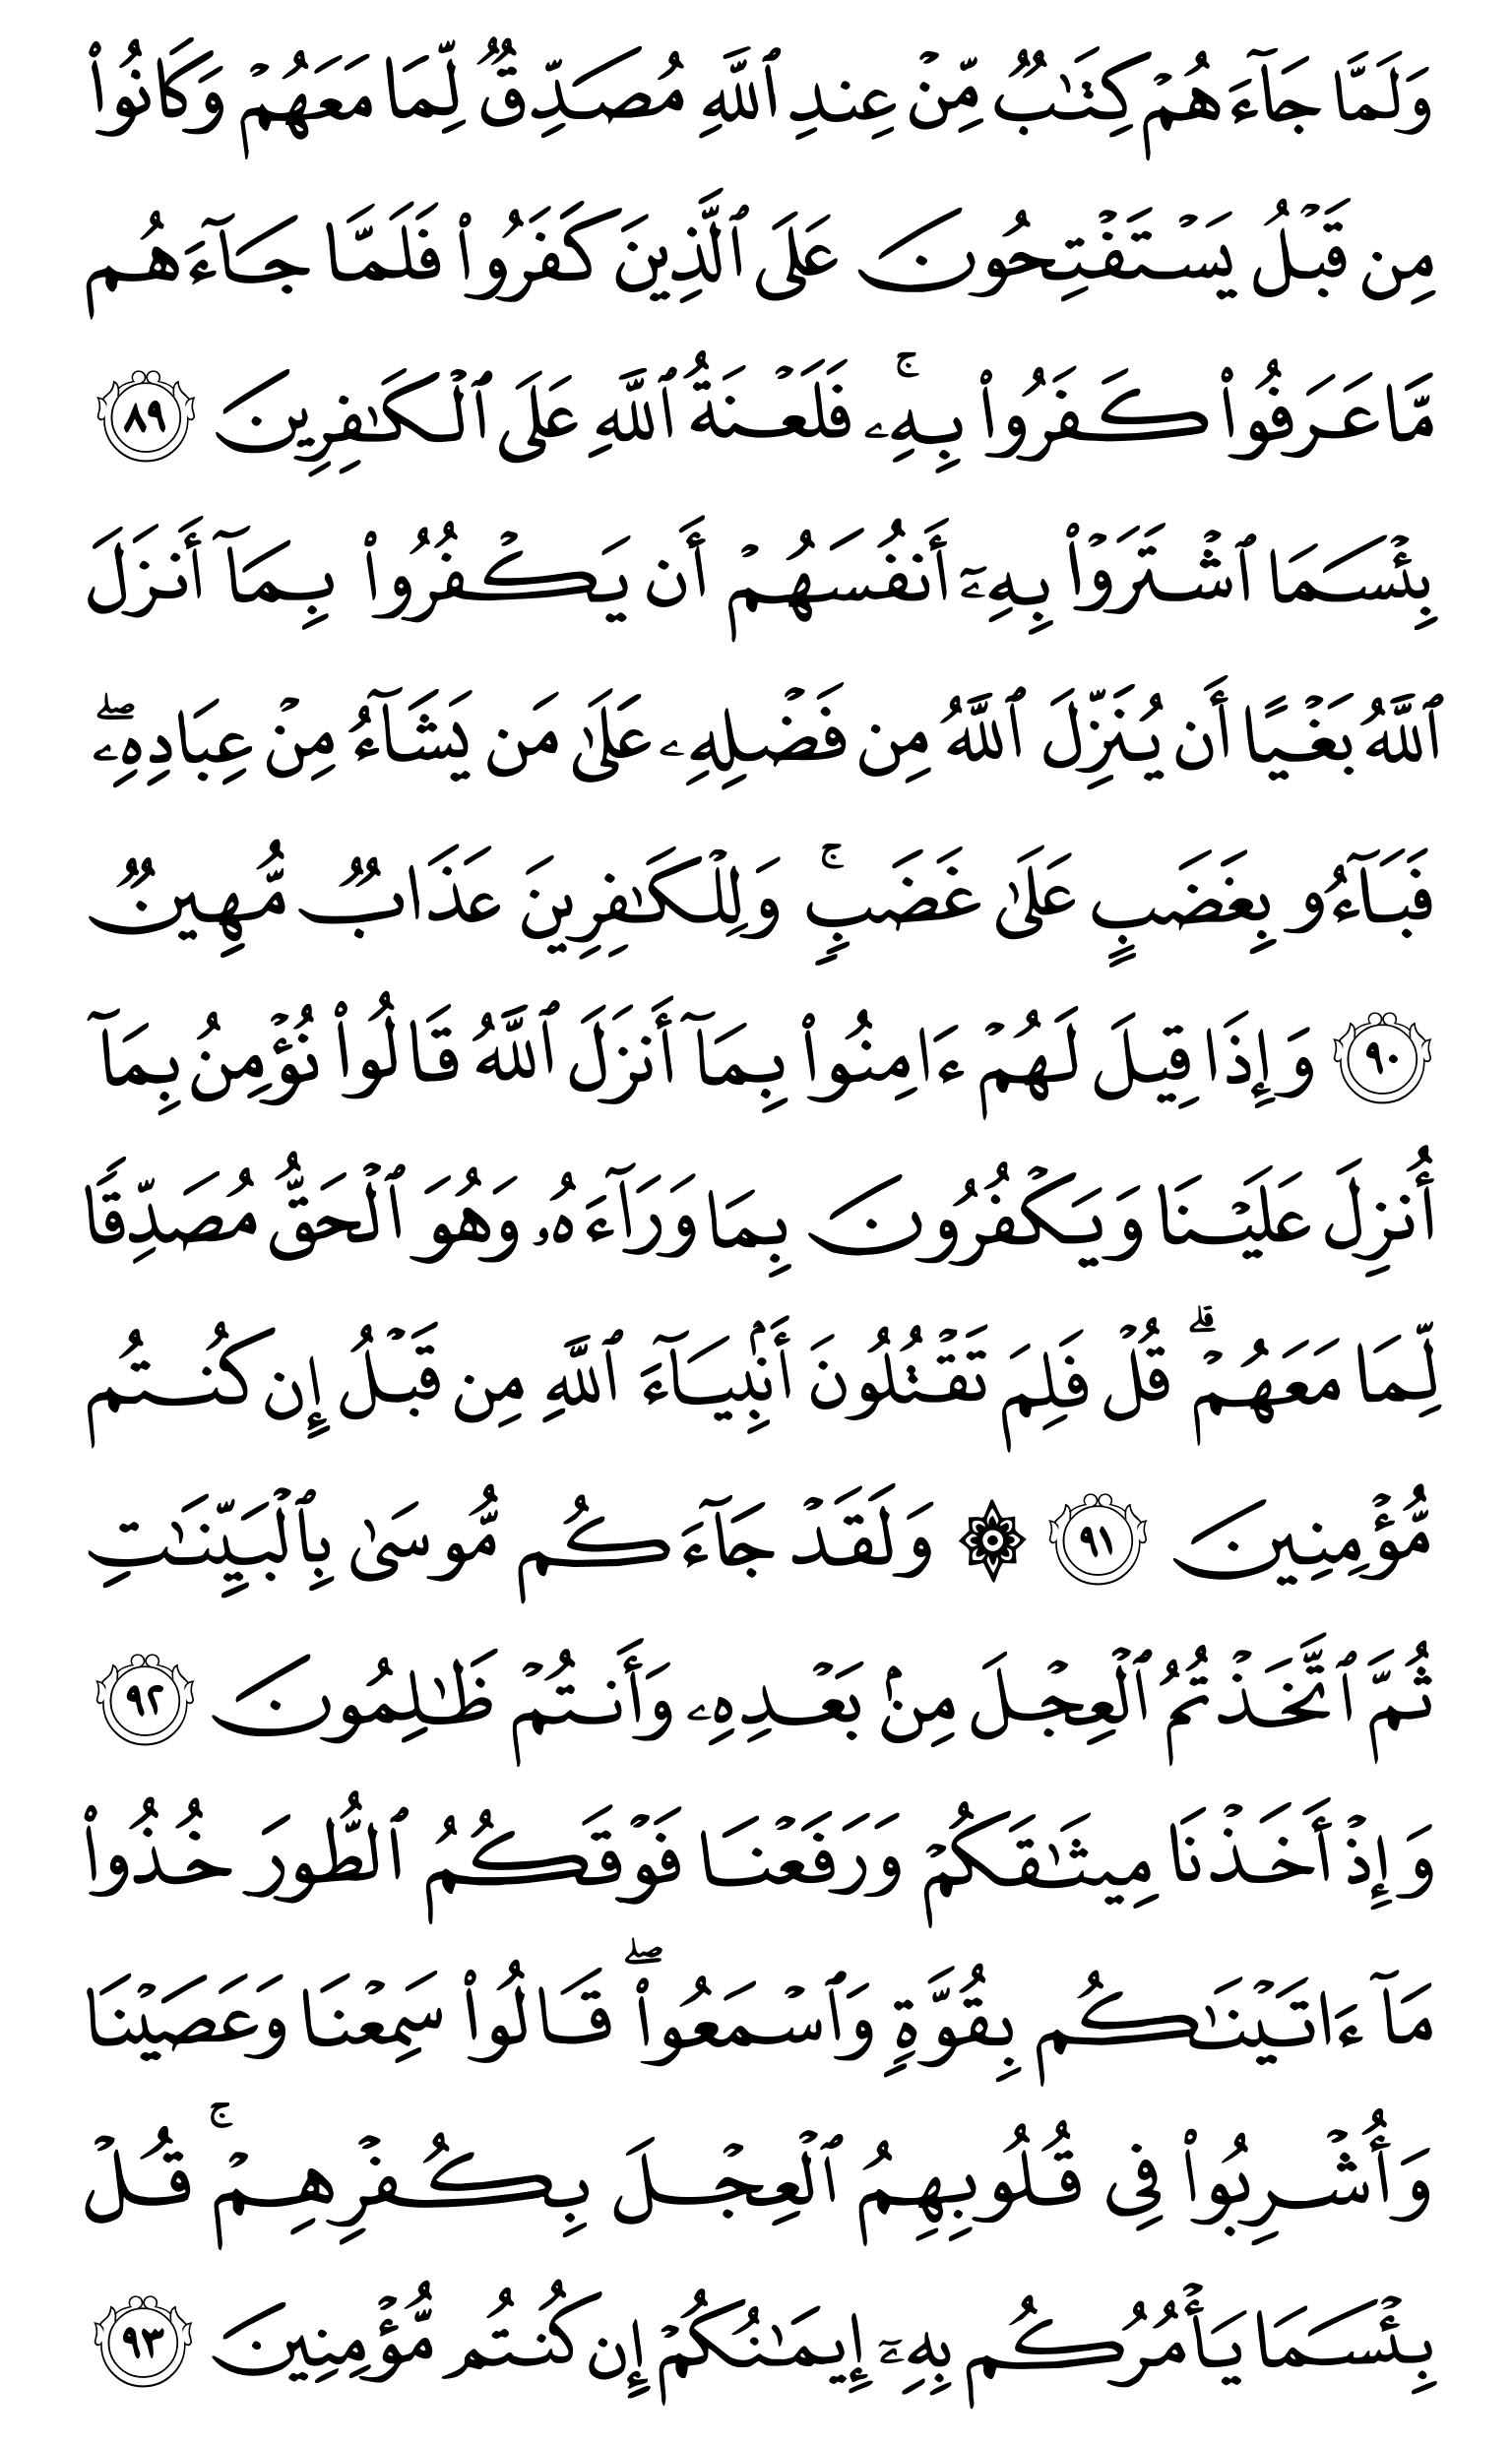 وَلَمَّا جَآءَهُمۡ كِتَٰبٞ مِّنۡ عِندِ ٱللَّهِ مُصَدِّقٞ لِّمَا مَعَهُمۡ وَكَانُواْ
مِن قَبۡلُ يَسۡتَفۡتِحُونَ عَلَى ٱلَّذِينَ كَفَرُواْ فَلَمَّا جَآءَهُم
مَّا عَرَفُواْ كَفَرُواْ بِهِۦۚ فَلَعۡنَةُ ٱللَّهِ عَلَى ٱلۡكَٰفِرِينَ ٨٩
بِئۡسَمَا ٱشۡتَرَوۡاْ بِهِۦٓ أَنفُسَهُمۡ أَن يَكۡفُرُواْ بِمَآ أَنزَلَ
ٱللَّهُ بَغۡيًا أَن يُنَزِّلَ ٱللَّهُ مِن فَضۡلِهِۦ عَلَىٰ مَن يَشَآءُ مِنۡ عِبَادِهِۦۖ
فَبَآءُو بِغَضَبٍ عَلَىٰ غَضَبٖۚ وَلِلۡكَٰفِرِينَ عَذَابٞ مُّهِينٞ
٩٠ وَإِذَا قِيلَ لَهُمۡ ءَامِنُواْ بِمَآ أَنزَلَ ٱللَّهُ قَالُواْ نُؤۡمِنُ بِمَآ
أُنزِلَ عَلَيۡنَا وَيَكۡفُرُونَ بِمَا وَرَآءَهُۥ وَهُوَ ٱلۡحَقُّ مُصَدِّقٗا
لِّمَا مَعَهُمۡۗ قُلۡ فَلِمَ تَقۡتُلُونَ أَنۢبِيَآءَ ٱللَّهِ مِن قَبۡلُ إِن كُنتُم
مُّؤۡمِنِينَ ٩١ ۞ وَلَقَدۡ جَآءَكُم مُّوسَىٰ بِٱلۡبَيِّنَٰتِ
ثُمَّ ٱتَّخَذۡتُمُ ٱلۡعِجۡلَ مِنۢ بَعۡدِهِۦ وَأَنتُمۡ ظَٰلِمُونَ ٩٢
وَإِذۡ أَخَذۡنَا مِيثَٰقَكُمۡ وَرَفَعۡنَا فَوۡقَكُمُ ٱلطُّورَ خُذُواْ
مَآ ءَاتَيۡنَٰكُم بِقُوَّةٖ وَٱسۡمَعُواْۖ قَالُواْ سَمِعۡنَا وَعَصَيۡنَا
وَأُشۡرِبُواْ فِي قُلُوبِهِمُ ٱلۡعِجۡلَ بِكُفۡرِهِمۡۚ قُلۡ
بِئۡسَمَا يَأۡمُرُكُم بِهِۦٓ إِيمَٰنُكُمۡ إِن كُنتُم مُّؤۡمِنِينَ ٩٣